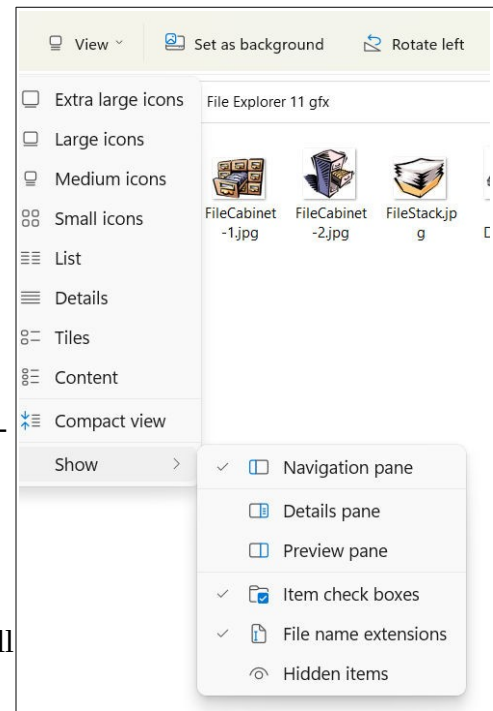 View Set as background Rotate left
Extra large icons
File Explorer 11 gfx
Large icons
Medium icons
Small icons
List
Details
Tiles
Content
Compact view
Show
FileCabinet
-1.jpg
FileCabinet
-2.jpg
FileStack.jp
g
D
Navigation pane
Details pane
Preview pane
Item check boxes
File name extensions
Hidden items
-
ll